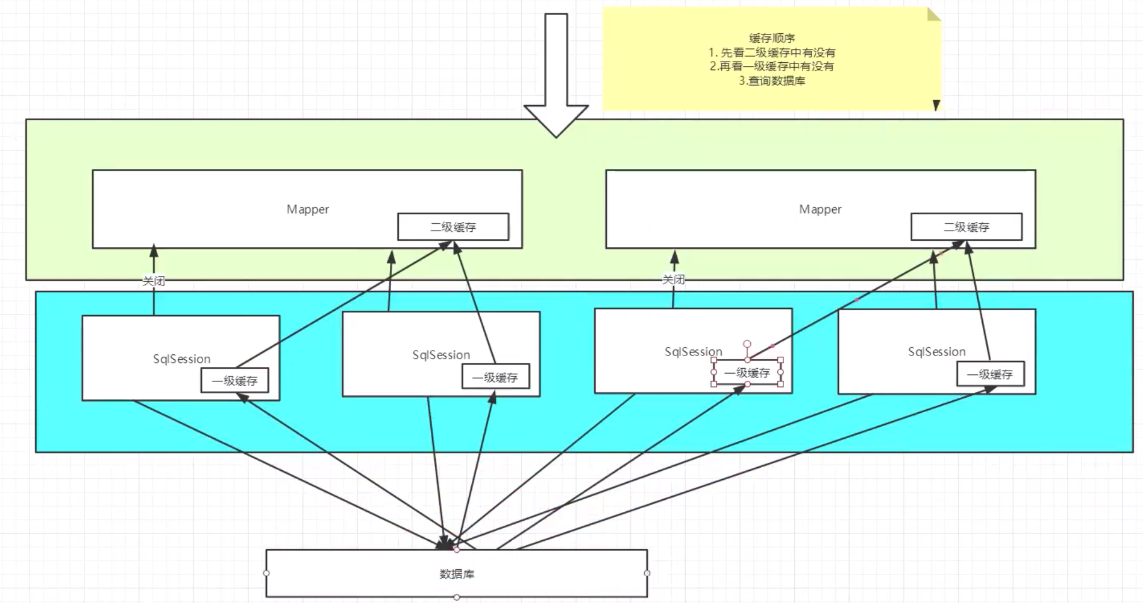 缓存顺序
1. 先看二级缓存中有没有
2.再看一级缓存中有没有
3.查询数据库
Mapper
二级缓存
Mapper
二级缓存
关闭
关闭
SqlSession
一级缓存
SqlSession
一级缓存
SqlSession
一级缓存
SqlSession
一级缓存
数据库